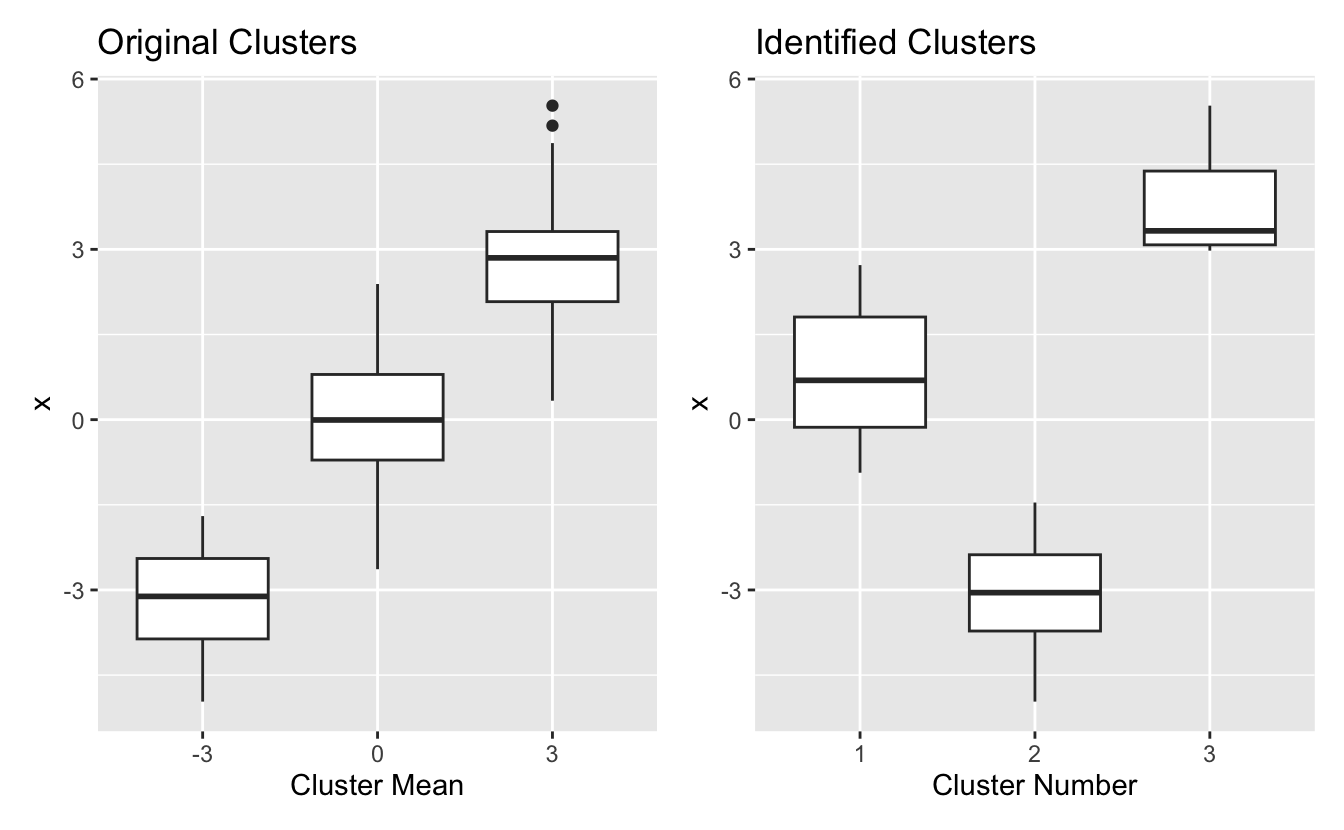 Original Clusters
6
3
0
-3
x
-3 0 3
Cluster Mean
Identified Clusters
6
3
0
-3
x
1 2 3
Cluster Number